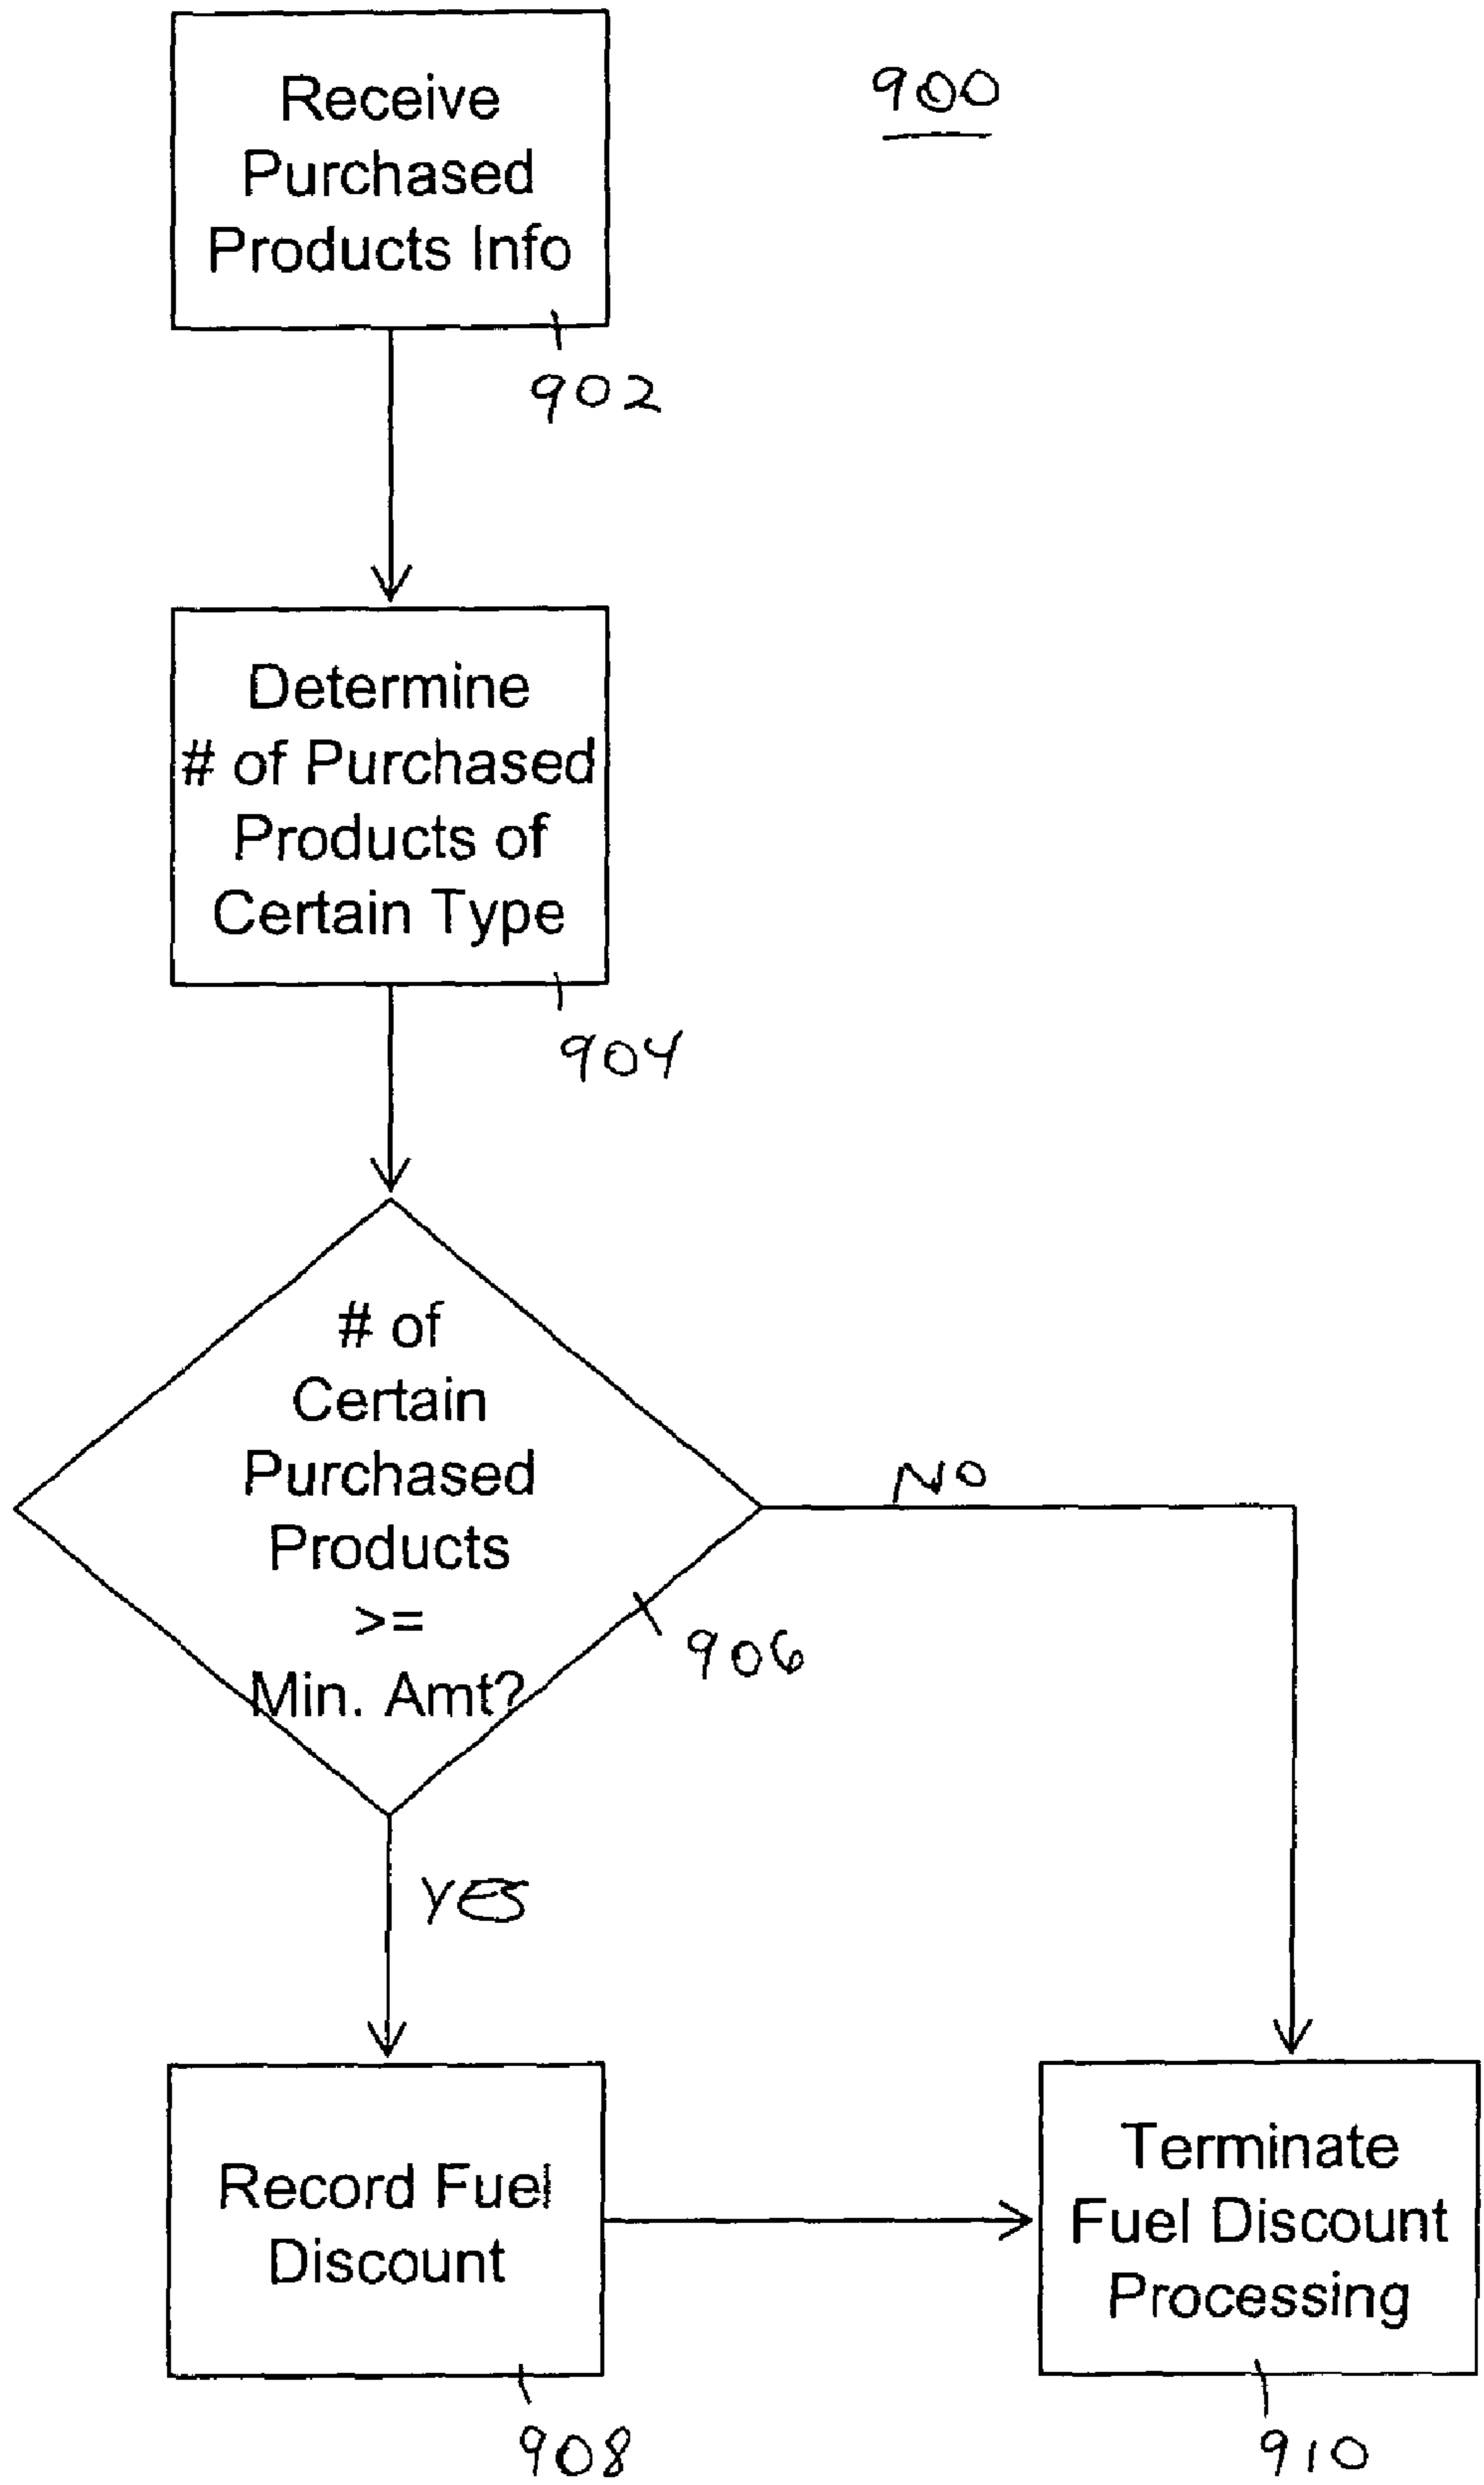 Receive
Purchased
Products Info
900
902
Determine
# of Purchased
Products of
Certain Type
904
# of
Certain
Purchased
Products
>=
Min. Amt?
NO
906
YES
Record Fuel
Discount
908
Terminate
Fuel Discount
Processing
910